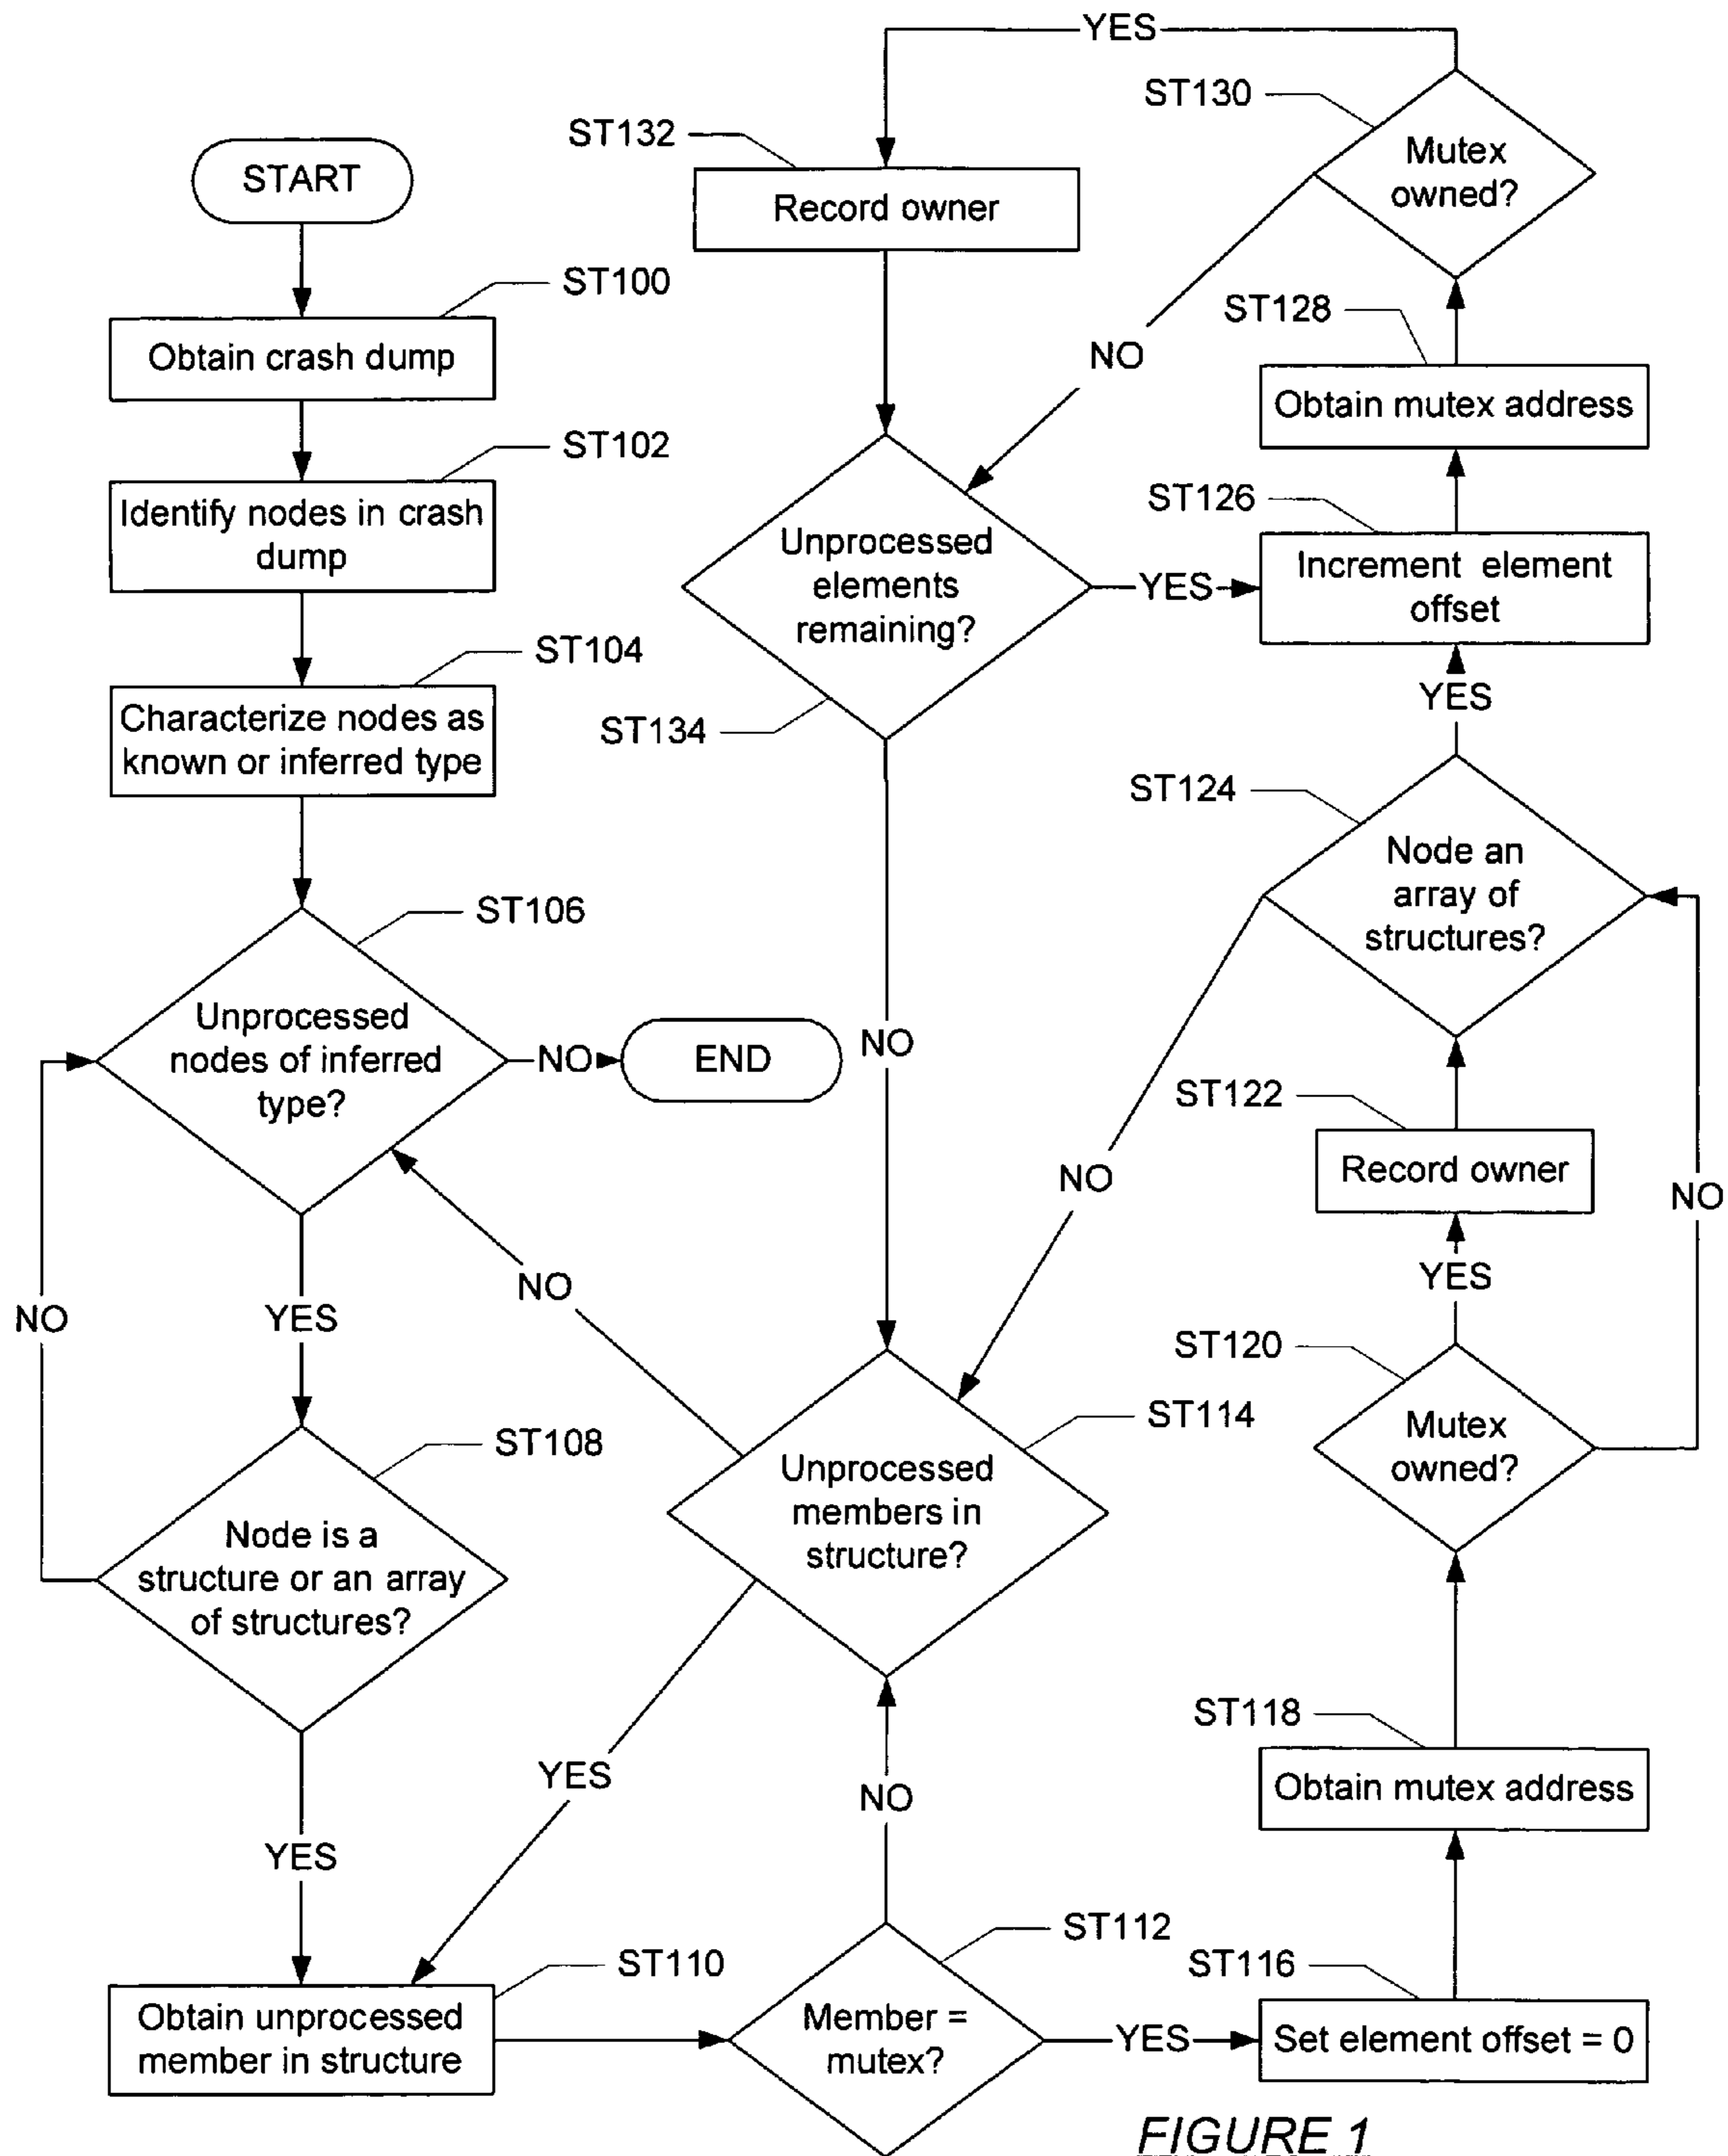 YES
ST130
ST132
Mutex
owned?
START
Record owner
ST100
ST128
NO
Obtain crash dump
Obtain mutex address
ST102
ST126
Identify nodes in crash
dump
Unprocessed
elements
remaining?
YES
Increment element
offset
ST104
YES
Characterize nodes as
known or inferred type
ST134
ST124
Node an
array of
structures?
ST106
Unprocessed
nodes of inferred
type?
NO
END
NO
ST122
Record owner
NO
NO
NO
YES
NO
YES
ST120
ST114
Mutex
owned?
ST108
Unprocessed
members in
structure?
Node is a
structure or an array
of structures?
ST118
YES
Obtain mutex address
NO
YES
ST112
ST110
ST116
Obtain unprocessed
member in structure
Member =
mutex?
YES
Set element offset = 0
FIGURE 1